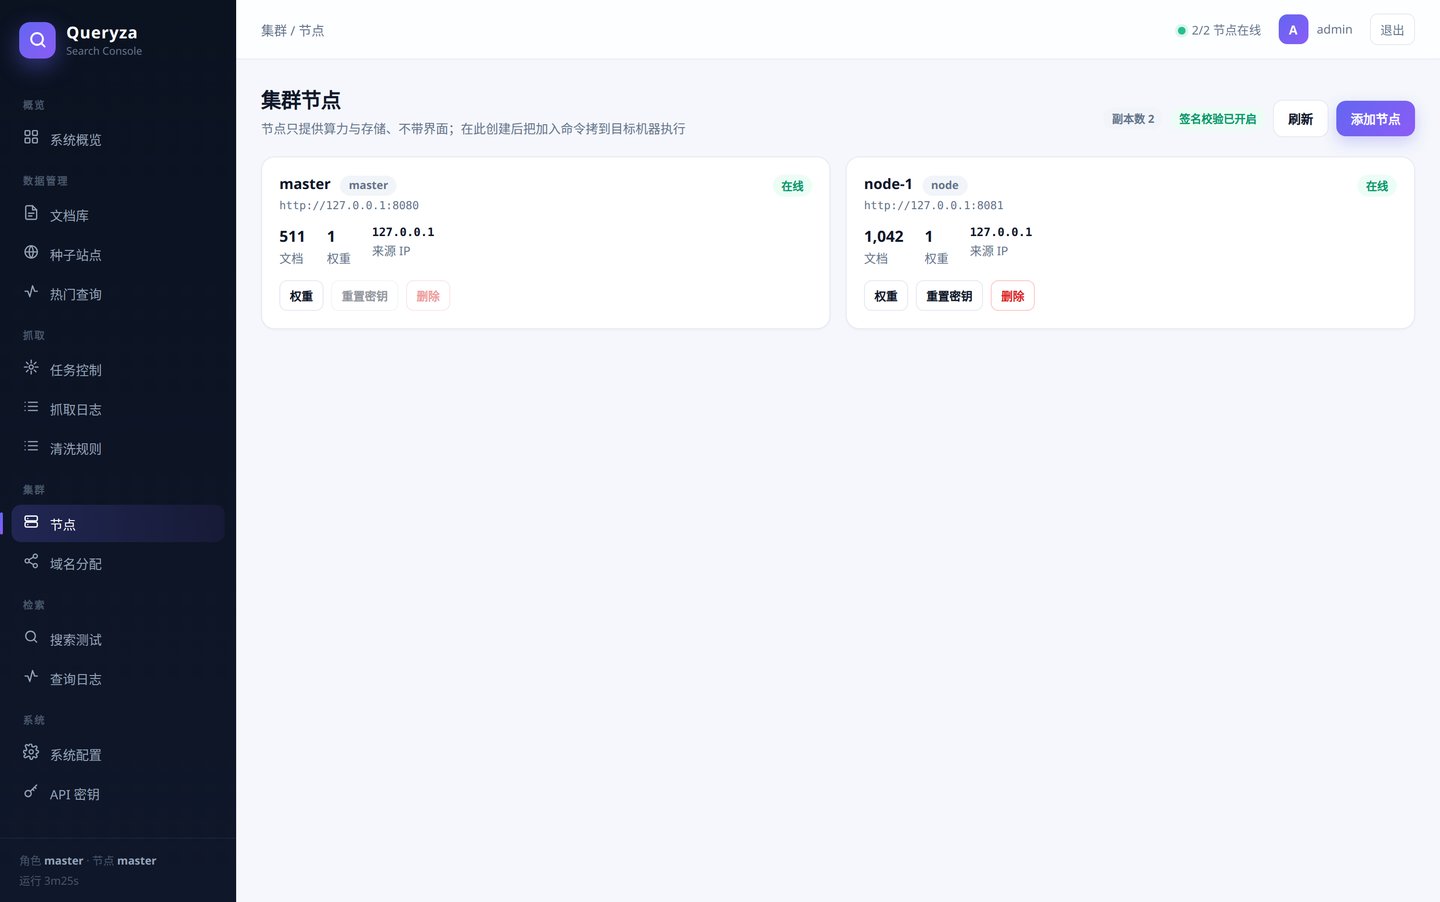 Queryza
Search Console
概览
系统概览
数据管理
文档库
种子站点
热门查询
抓取
任务控制
抓取日志
清洗规则
集群
节点
域名分配
检索
搜索测试
查询日志
系统
系统配置
API 密钥
角色 master · 节点 master
运行 3m25s
集群 / 节点
2/2 节点在线
A
admin
退出
集群节点
节点只提供算力与存储、不带界面；在此创建后把加入命令拷到目标机器执行
副本数 2
签名校验已开启
刷新
添加节点
master master 在线
http://127.0.0.1:8080
511 1 127.0.0.1
文档 权重 来源 IP
权重 重置密钥 删除
node-1 node 在线
http://127.0.0.1:8081
1,042 1 127.0.0.1
文档 权重 来源 IP
权重 重置密钥 删除